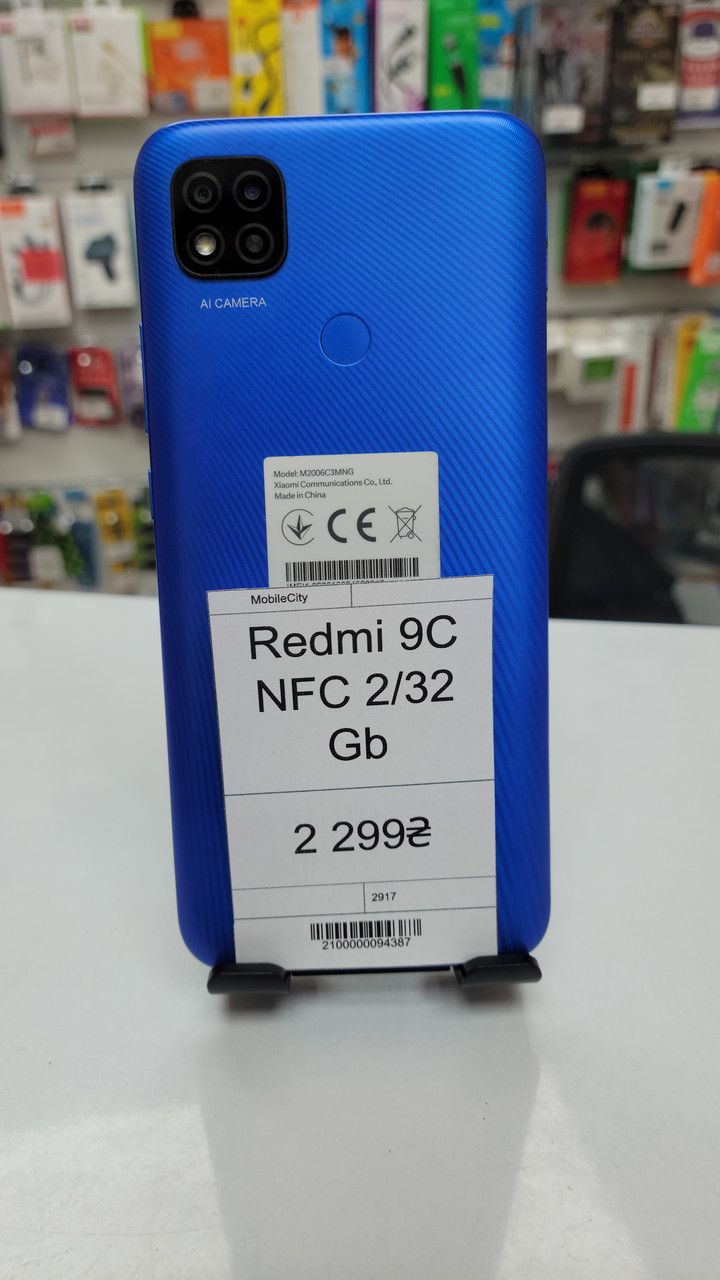 AI CAMERA
Model: M2006C3MNG
Xiaomi Communications Co., Ltd.
Made in China
CE
MobileCity
Redmi 9C
NFC 2/32
Gb
2 299₴
2917
2100000094387